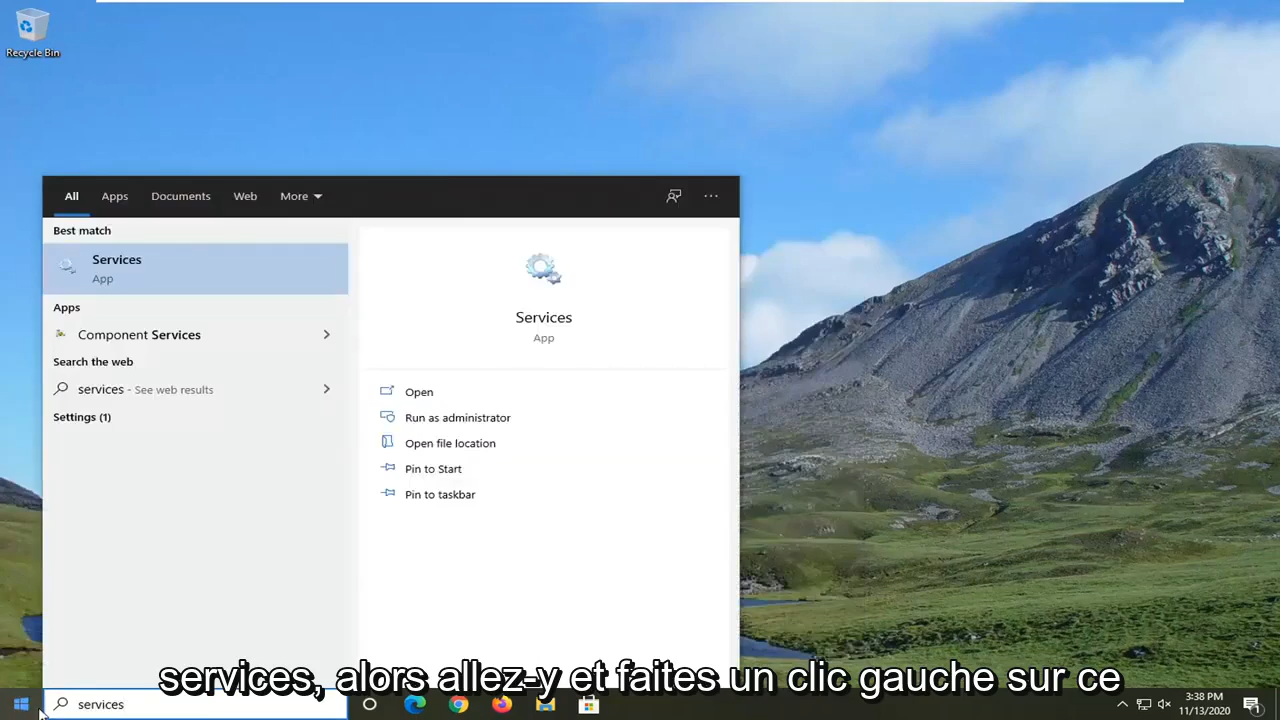 Recycle Bin
All Apps Documents Web More
Best match
Services
App
Apps
Component Services
Search the web
services - See web results
Settings (1)
Services
App
Open
Run as administrator
Open file location
Pin to Start
Pin to taskbar
services, alors allez-y et faites un clic gauche sur ce
services
3:38 PM
11/13/2020
1